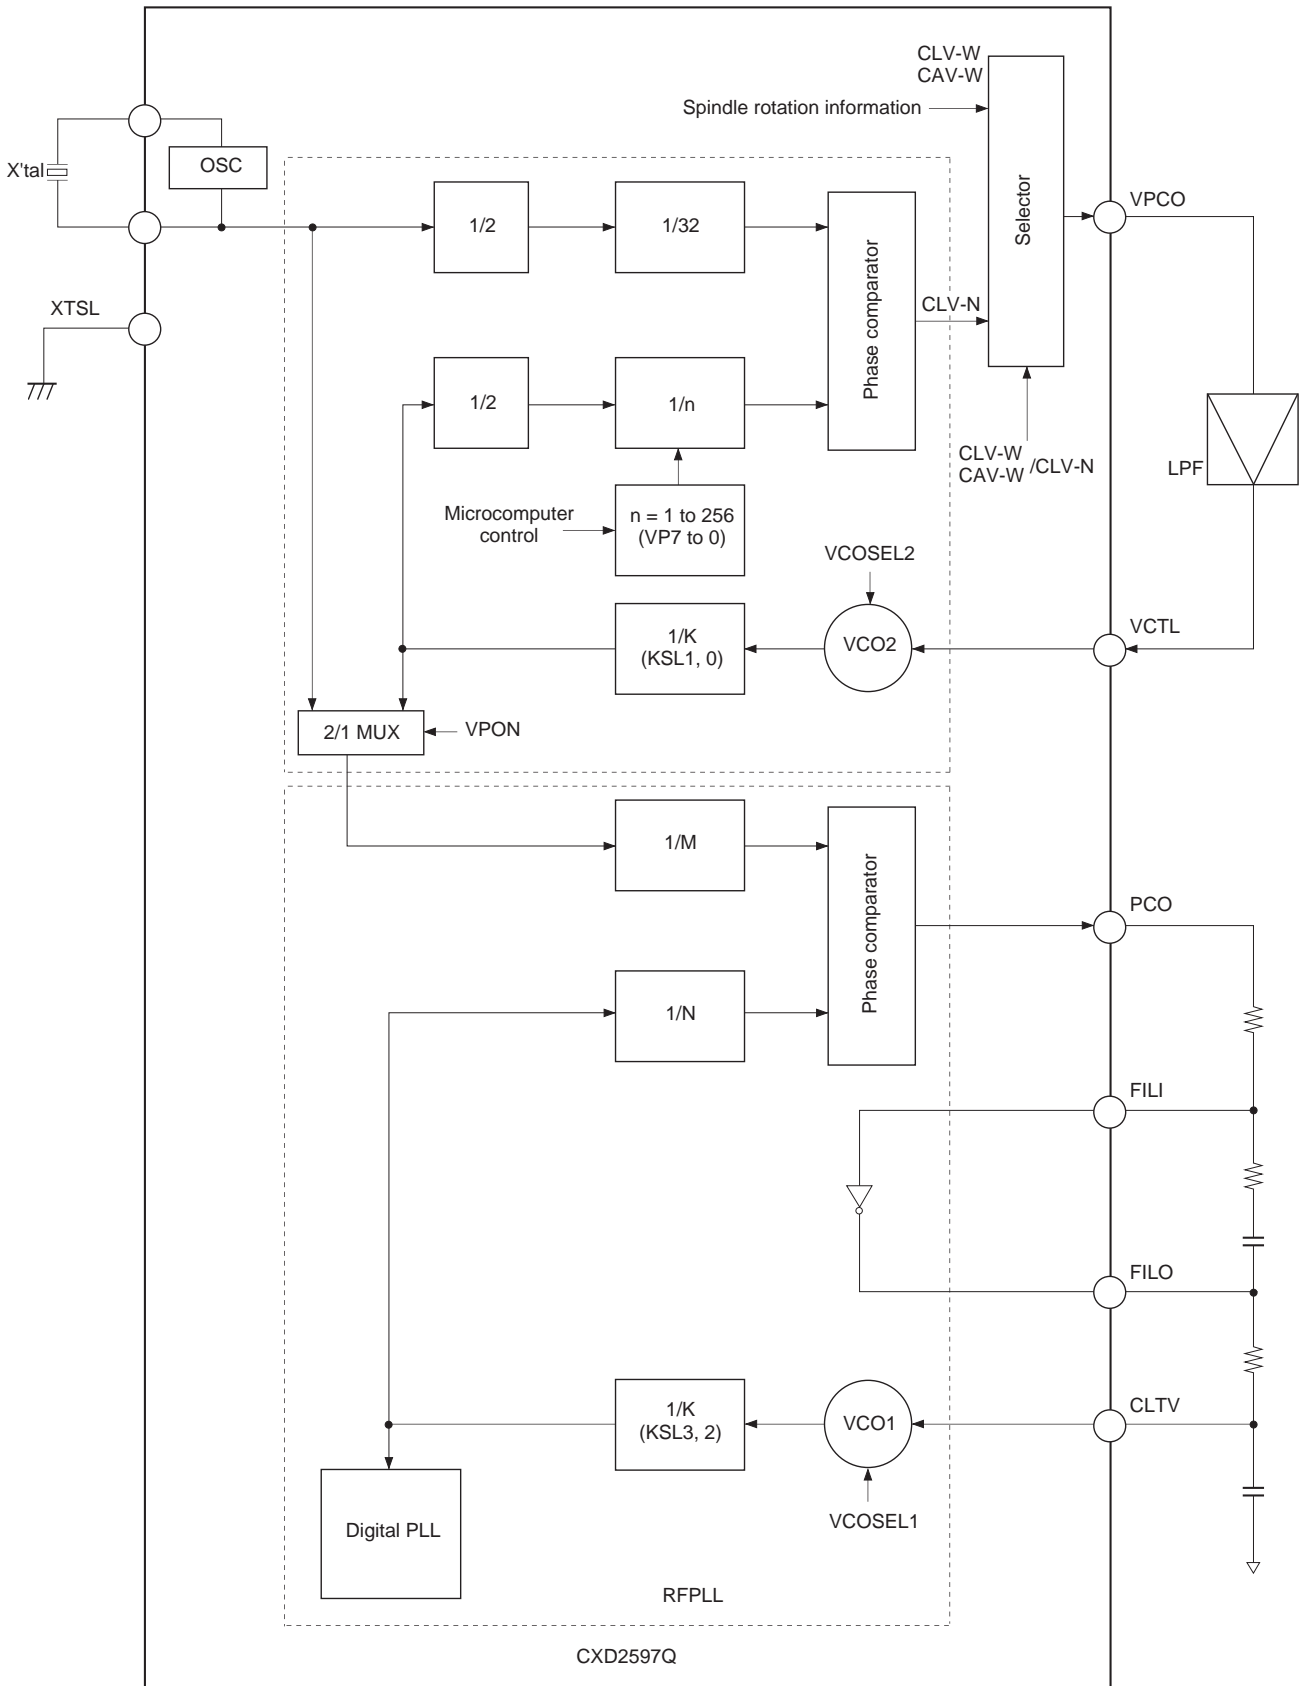 CLV-W
CAV-W
Spindle rotation information
X'tal
OSC
1/2
1/32
Phase comparator
Selector
VPCO
XTSL
CLV-N
1/2
1/n
CLV-W
CAV-W
/CLV-N
LPF
Microcomputer
control
n = 1 to 256
(VP7 to 0)
VCOSEL2
1/K
(KSL1, 0)
VCO2
VCTL
2/1 MUX
VPON
1/M
Phase comparator
PCO
1/N
FILI
FILO
1/K
(KSL3, 2)
VCO1
CLTV
VCOSEL1
Digital PLL
RFPLL
CXD2597Q